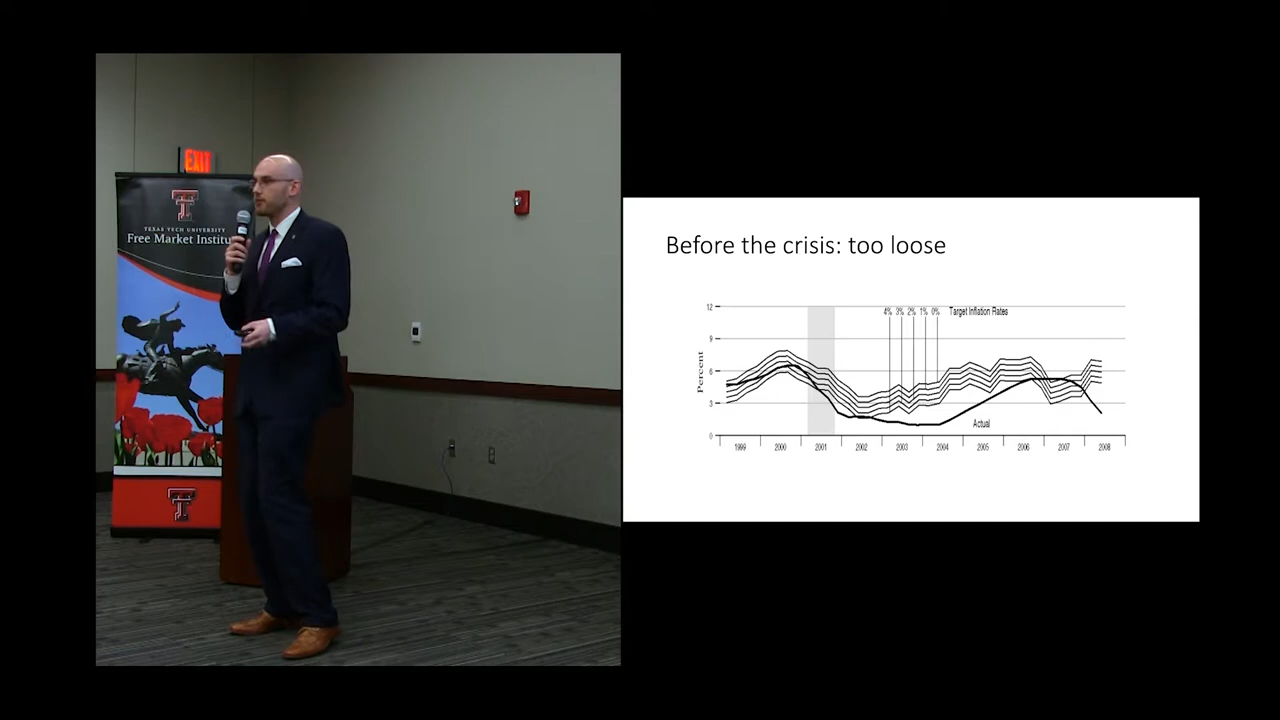 EXIT
TEXAS TECH UNIVERSITY
Free Market Institu
Before the crisis: too loose
12
4% 3% 2% 1% 0% Target Inflation Rates
9
Percent
6
3
Actual
0
1999 2000 2001 2002 2003 2004 2005 2006 2007 2008